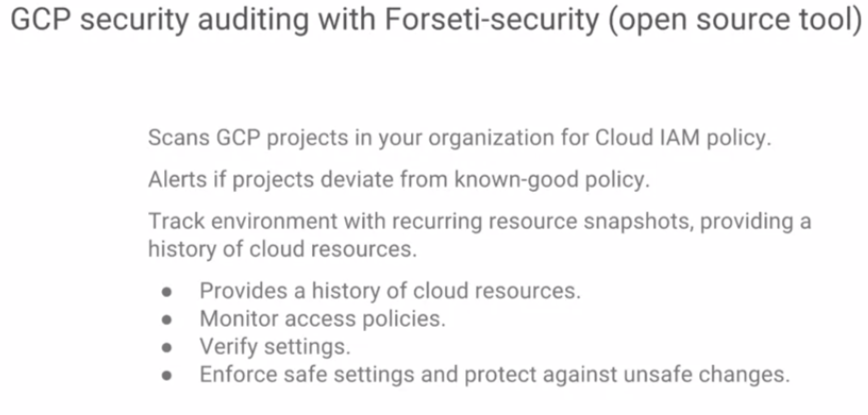 GCP security auditing with Forseti-security (open source tool)
Scans GCP projects in your organization for Cloud IAM policy.
Alerts if projects deviate from known-good policy.
Track environment with recurring resource snapshots, providing a
history of cloud resources.
● Provides a history of cloud resources.
● Monitor access policies.
● Verify settings.
● Enforce safe settings and protect against unsafe changes.